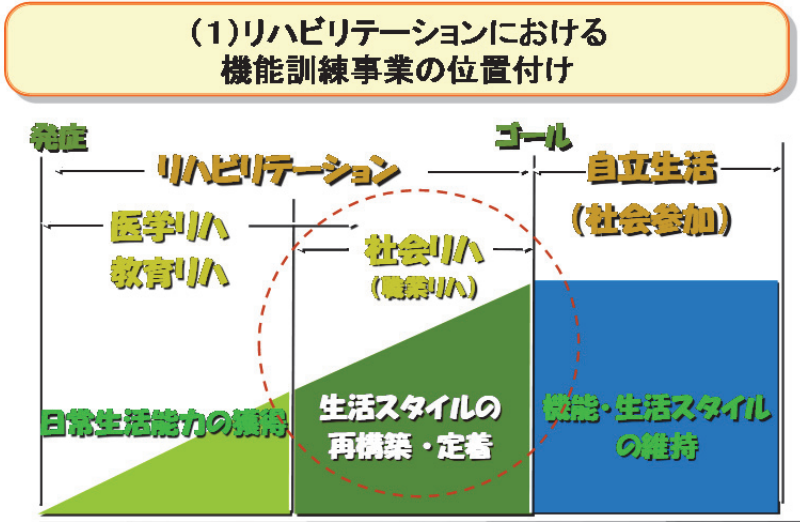 （１）リハビリテーションにおける
機能訓練事業の位置付け
発症
ゴール
リハビリテーション
自立生活
（社会参加）
医学リハ
教育リハ
社会リハ
（職業リハ）
日常生活能力の獲得
生活スタイルの
再構築・定着
機能・生活スタイル
の維持